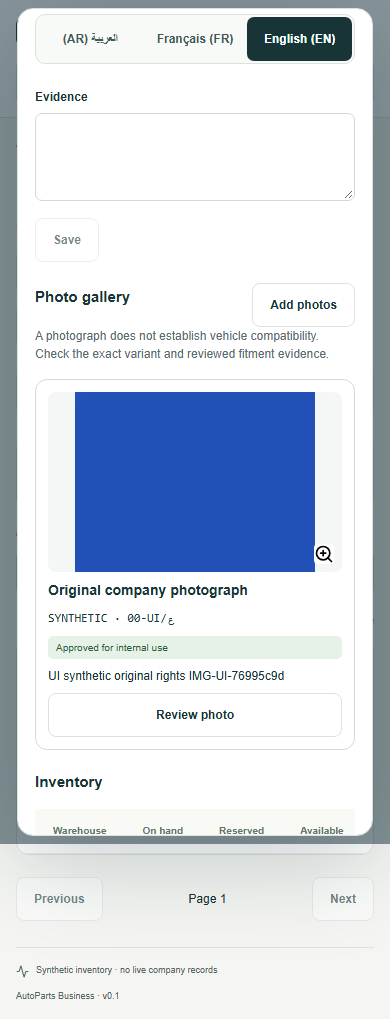 العربية (AR)
Français (FR)
English (EN)
Evidence
Save
Photo gallery
Add photos
A photograph does not establish vehicle compatibility.
Check the exact variant and reviewed fitment evidence.
Original company photograph
SYNTHETIC · 00-UI/ع
Approved for internal use
UI synthetic original rights IMG-UI-76995c9d
Review photo
Inventory
Warehouse On hand Reserved Available
Previous
Page 1
Next
Synthetic inventory · no live company records
AutoParts Business · v0.1